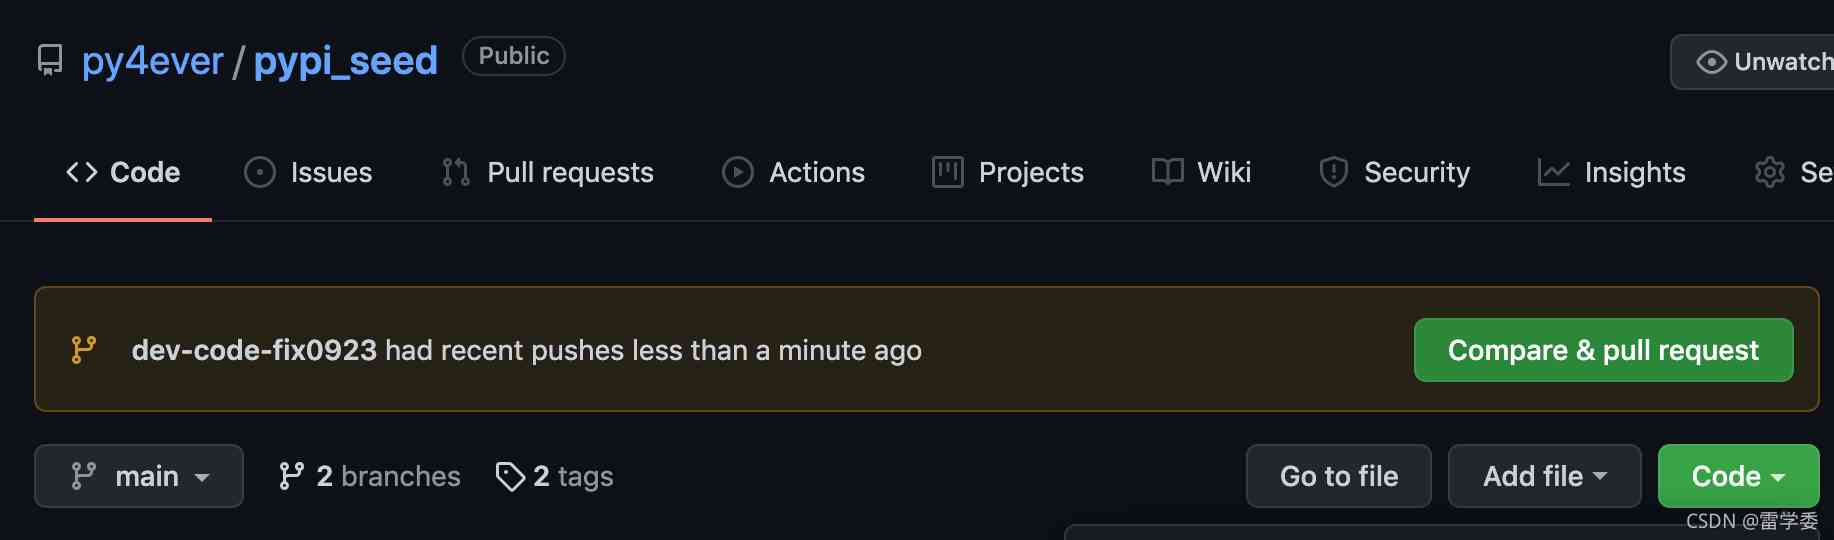 py4ever / pypi_seed Public Unwatch
Code Issues Pull requests Actions Projects Wiki Security Insights Se
dev-code-fix0923 had recent pushes less than a minute ago Compare & pull request
main 2 branches 2 tags Go to file Add file Code
CSDN @雷学委